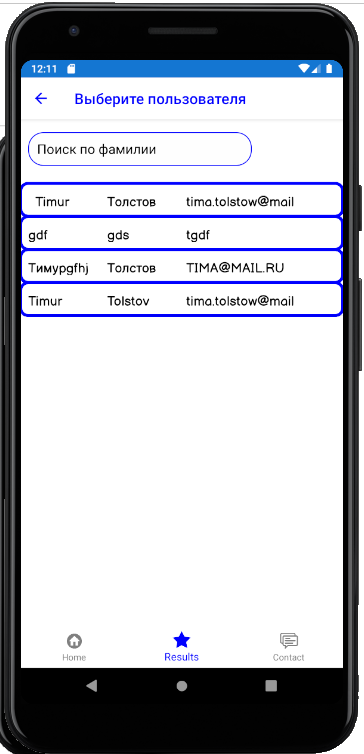 12:11
Выберите пользователя
Поиск по фамилии
Timur Толстов tima.tolstow@mail
gdf gds tgdf
Тимурgfhj Толстов TIMA@MAIL.RU
Timur Tolstov tima.tolstow@mail
Home Results Contact